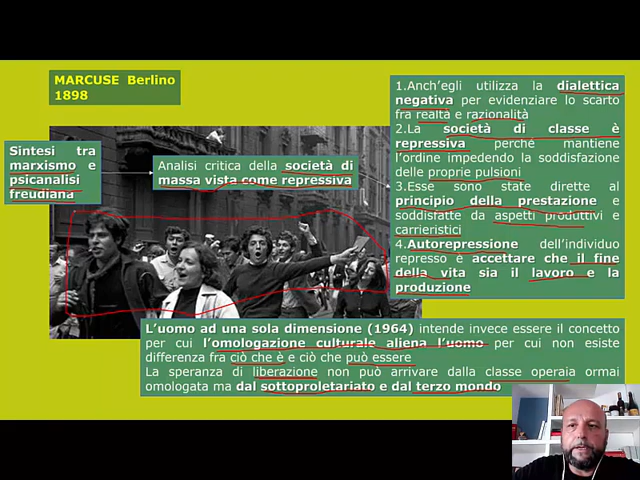 MARCUSE Berlino
1898
Sintesi tra
marxismo e
psicanalisi
freudiana
Analisi critica della società di
massa vista come repressiva
1.Anch'egli utilizza la dialettica
negativa per evidenziare lo scarto
fra realtà e razionalità
2.La società di classe è
repressiva perché mantiene
l'ordine impedendo la soddisfazione
delle proprie pulsioni
3.Esse sono state dirette al
principio della prestazione e
soddisfatte da aspetti produttivi e
carrieristici
4.Autorepressione dell'individuo
represso è accettare che il fine
della vita sia il lavoro e la
produzione
L'uomo ad una sola dimensione (1964) intende invece essere il concetto
per cui l'omologazione culturale aliena l'uomo per cui non esiste
differenza fra ciò che è e ciò che può essere
La speranza di liberazione non può arrivare dalla classe operaia ormai
omologata ma dal sottoproletariato e dal terzo mondo